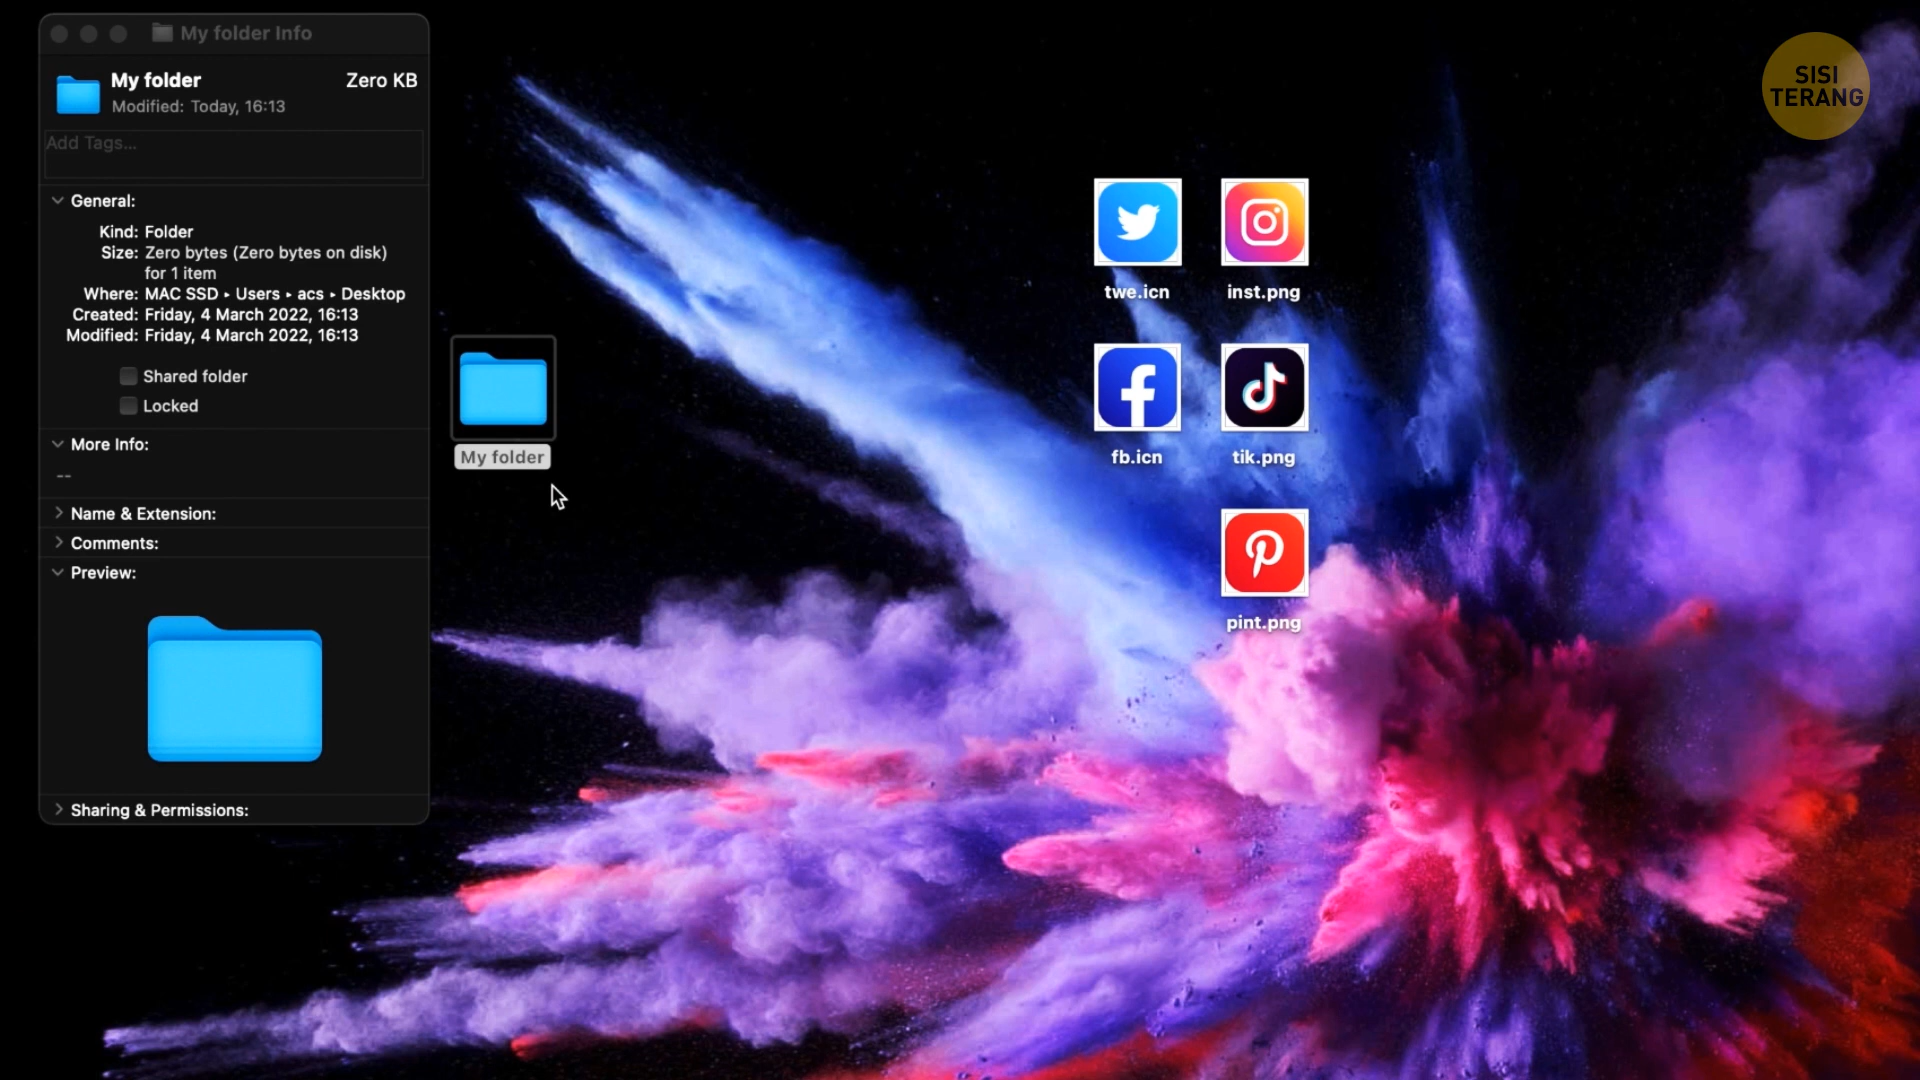 My folder Info
My folder
Zero KB
Modified: Today, 16:13
Add Tags...
General:
Kind: Folder
Size: Zero bytes (Zero bytes on disk)
for 1 item
Where: MAC SSD ▸ Users ▸ acs ▸ Desktop
Created: Friday, 4 March 2022, 16:13
Modified: Friday, 4 March 2022, 16:13
Shared folder
Locked
More Info:
--
Name & Extension:
Comments:
Preview:
Sharing & Permissions:
My folder
twe.icn
inst.png
fb.icn
tik.png
pint.png
SISI
TERANG